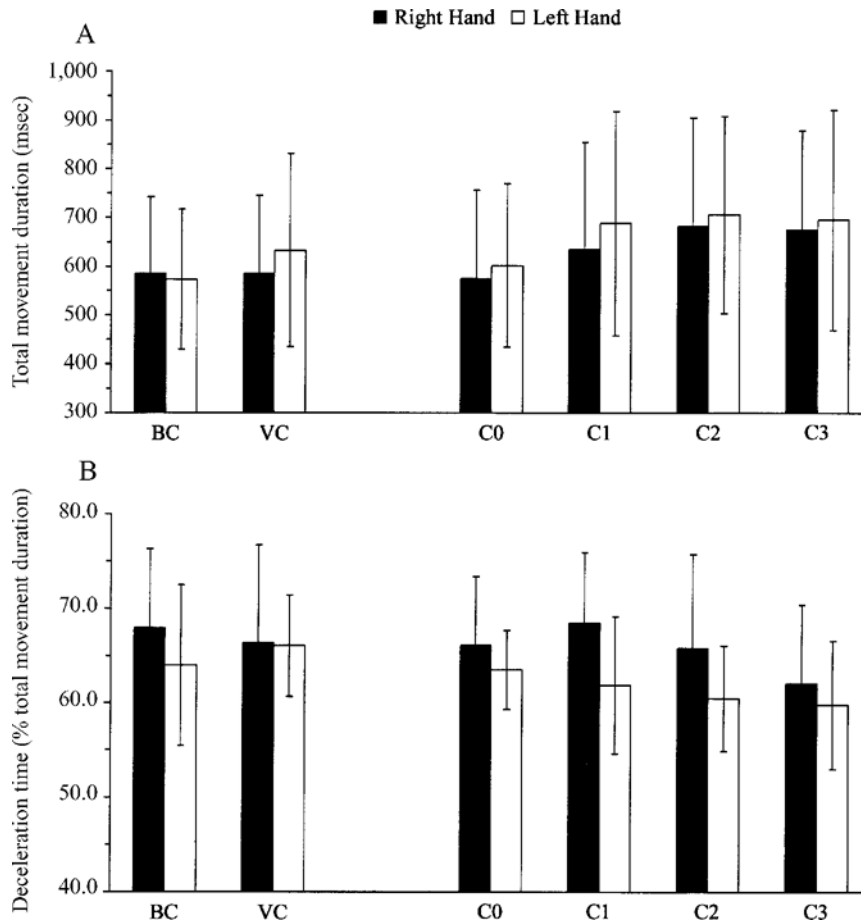 Right Hand Left Hand
A
Total movement duration (msec)
1,000
900
800
700
600
500
400
300
BC VC C0 C1 C2 C3
B
Deceleration time (% total movement duration)
80.0
70.0
60.0
50.0
40.0
BC VC C0 C1 C2 C3